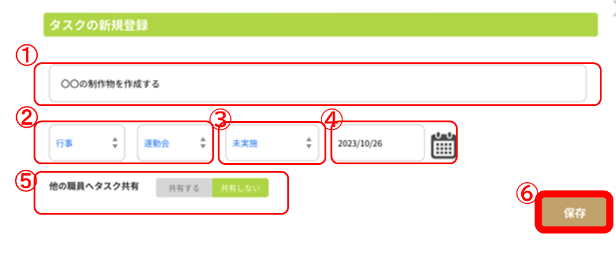 タスクの新規登録
①
〇〇の制作物を作成する
② ③ ④
行事 運動会 未実施 2023/10/26
⑤
他の職員へタスク共有 共有する 共有しない
⑥
保存